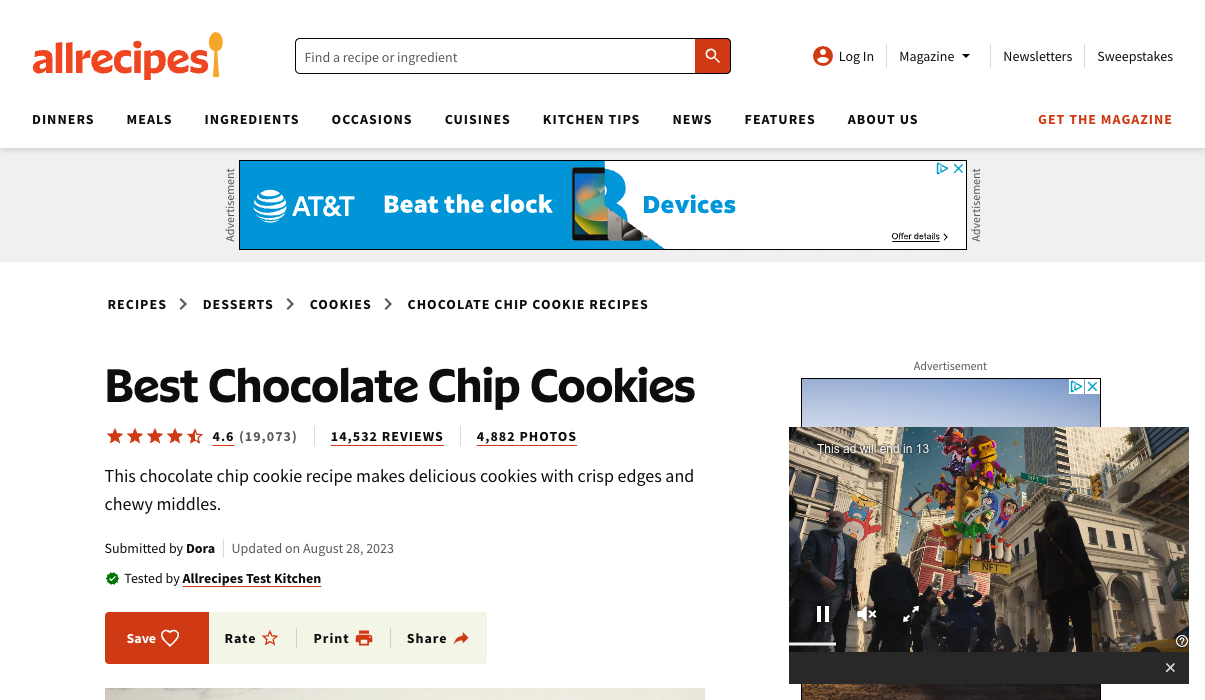 allrecipes
Find a recipe or ingredient
Log In
Magazine
Newsletters
Sweepstakes
DINNERS
MEALS
INGREDIENTS
OCCASIONS
CUISINES
KITCHEN TIPS
NEWS
FEATURES
ABOUT US
GET THE MAGAZINE
Advertisement
AT&T
Beat the clock
Devices
Offer details
Advertisement
RECIPES
DESSERTS
COOKIES
CHOCOLATE CHIP COOKIE RECIPES
Best Chocolate Chip Cookies
4.6 (19,073)
14,532 REVIEWS
4,882 PHOTOS
This chocolate chip cookie recipe makes delicious cookies with crisp edges and
chewy middles.
Submitted by Dora
Updated on August 28, 2023
Tested by Allrecipes Test Kitchen
Save
Rate
Print
Share
Advertisement
This ad will end in 13
NFT